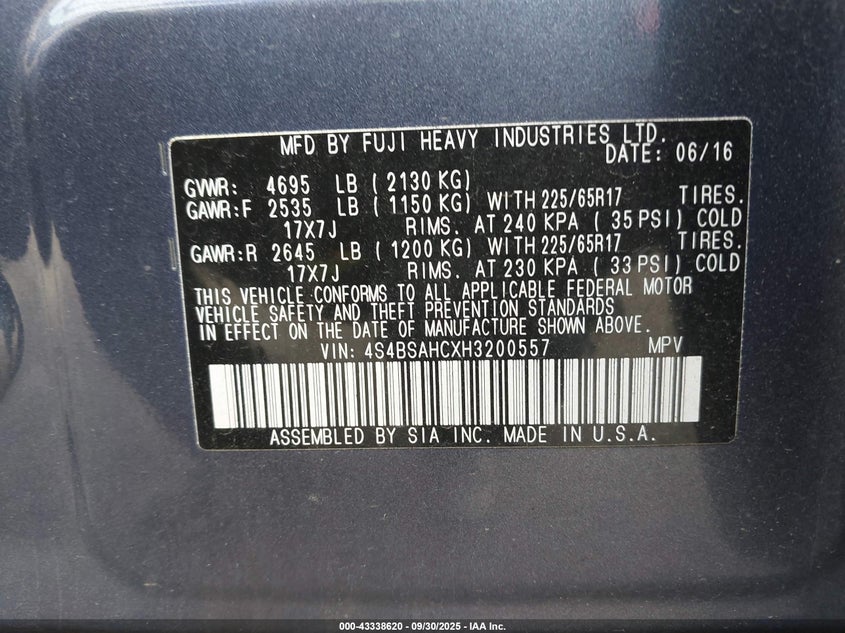 MFD BY FUJI HEAVY INDUSTRIES LTD.
DATE: 06/16
GVWR: 4695 LB ( 2130 KG)
GAWR:F 2535 LB ( 1150 KG) WITH 225/65R17 TIRES.
17X7J RIMS. AT 240 KPA ( 35 PSI) COLD
GAWR:R 2645 LB ( 1200 KG) WITH 225/65R17 TIRES.
17X7J RIMS. AT 230 KPA ( 33 PSI) COLD
THIS VEHICLE CONFORMS TO ALL APPLICABLE FEDERAL MOTOR
VEHICLE SAFETY AND THEFT PREVENTION STANDARDS
IN EFFECT ON THE DATE OF MANUFACTURE SHOWN ABOVE.
VIN: 4S4BSAHCXH3200557 MPV
ASSEMBLED BY SIA INC. MADE IN U.S.A.
000-43338620 - 09/30/2025 - IAA Inc.